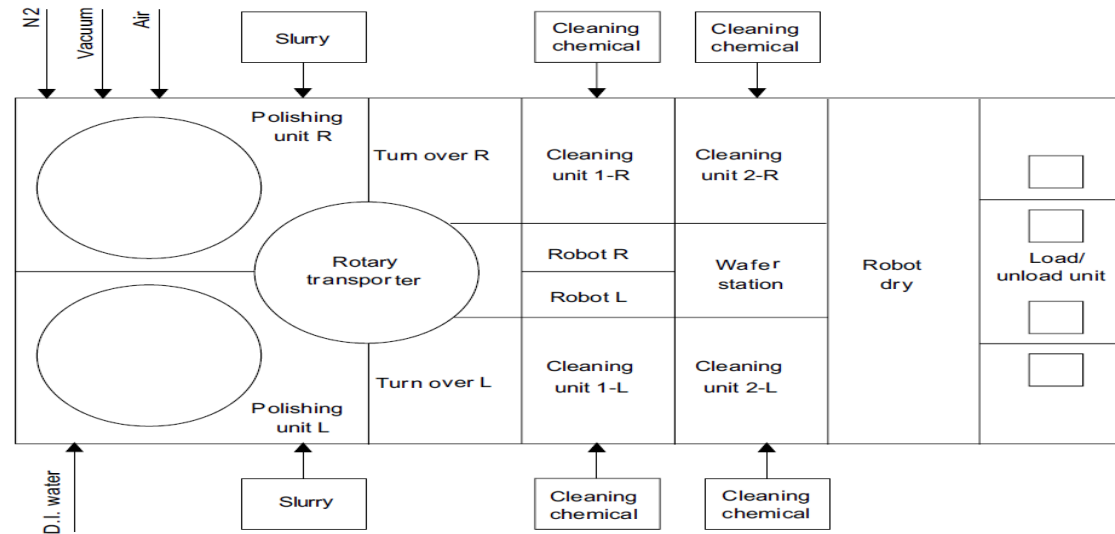 N2
Vacuum
Air
Slurry
Cleaning
chemical
Cleaning
chemical
Polishing
unit R
Turn over R
Cleaning
unit 1-R
Cleaning
unit 2-R
Rotary
transporter
Robot R
Robot L
Wafer
station
Robot
dry
Load/
unload unit
Turn over L
Cleaning
unit 1-L
Cleaning
unit 2-L
Polishing
unit L
D.I. water
Slurry
Cleaning
chemical
Cleaning
chemical